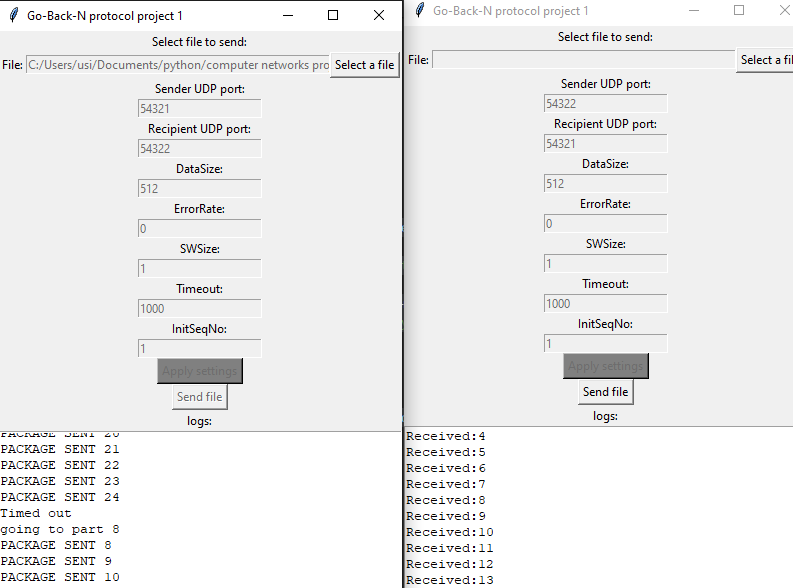 Go-Back-N protocol project 1
Select file to send:
File: C:/Users/usi/Documents/python/computer networks pro Select a file
Sender UDP port:
54321
Recipient UDP port:
54322
DataSize:
512
ErrorRate:
0
SWSize:
1
Timeout:
1000
InitSeqNo:
1
Apply settings
Send file
logs:
PACKAGE SENT 20
PACKAGE SENT 21
PACKAGE SENT 22
PACKAGE SENT 23
PACKAGE SENT 24
Timed out
going to part 8
PACKAGE SENT 8
PACKAGE SENT 9
PACKAGE SENT 10
Go-Back-N protocol project 1
Select file to send:
File: Select a fil
Sender UDP port:
54322
Recipient UDP port:
54321
DataSize:
512
ErrorRate:
0
SWSize:
1
Timeout:
1000
InitSeqNo:
1
Apply settings
Send file
logs:
Received:4
Received:5
Received:6
Received:7
Received:8
Received:9
Received:10
Received:11
Received:12
Received:13